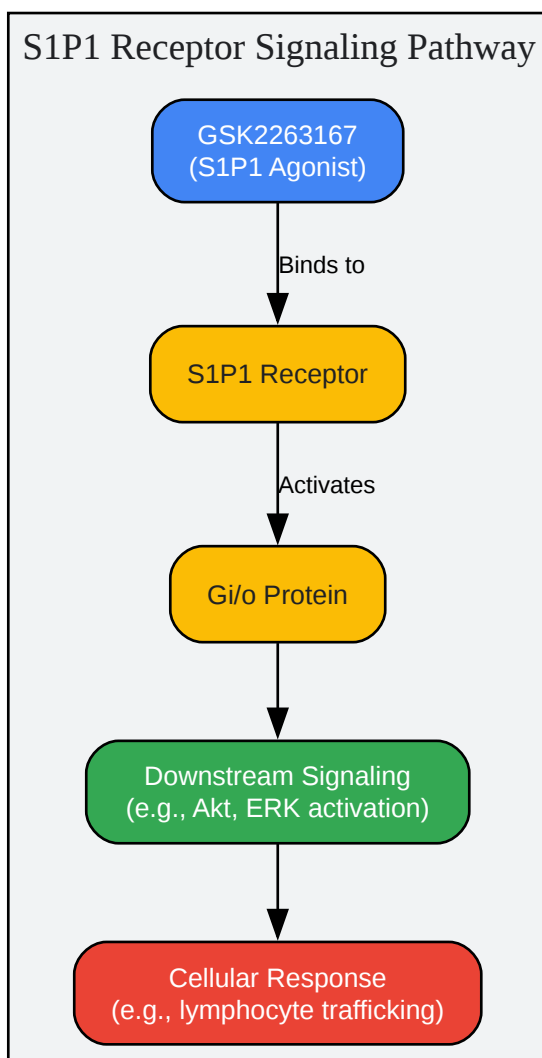 S1P1 Receptor Signaling Pathway
GSK2263167
(S1P1 Agonist)
Binds to
S1P1 Receptor
Activates
Gi/o Protein
Downstream Signaling
(e.g., Akt, ERK activation)
Cellular Response
(e.g., lymphocyte trafficking)